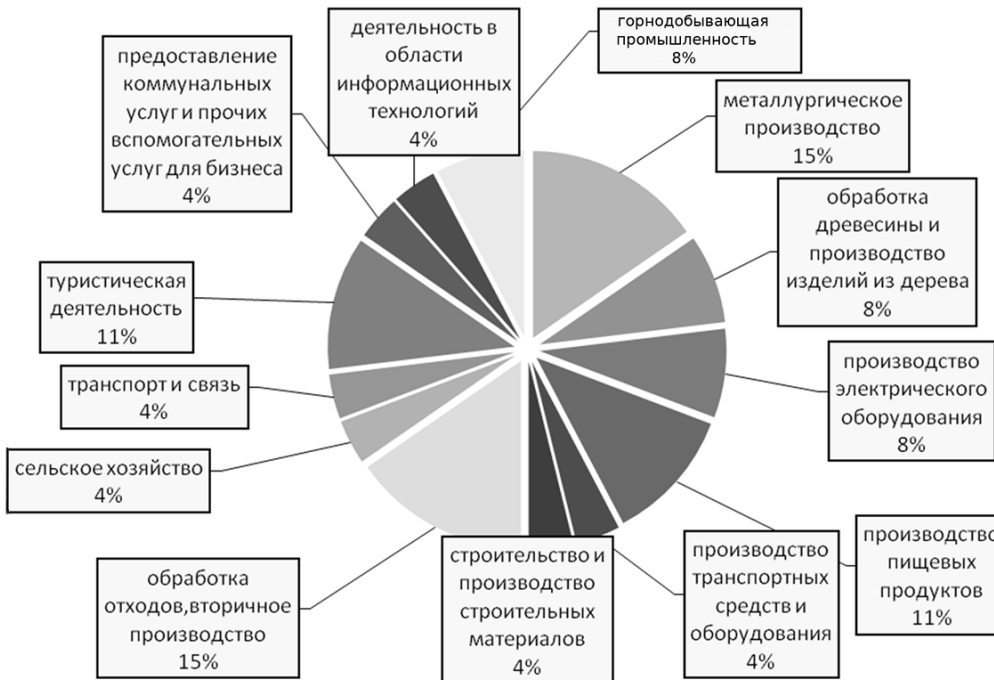 горнодобывающая
промышленность
8%
металлургическое
производство
15%
обработка
древесины и
производство
изделий из дерева
8%
производство
электрического
оборудования
8%
производство
пищевых
продуктов
11%
производство
транспортных
средств и
оборудования
4%
строительство и
производство
строительных
материалов
4%
обработка
отходов,вторичное
производство
15%
сельское хозяйство
4%
транспорт и связь
4%
туристическая
деятельность
11%
предоставление
коммунальных
услуг и прочих
вспомогательных
услуг для бизнеса
4%
деятельность в
области
информационных
технологий
4%